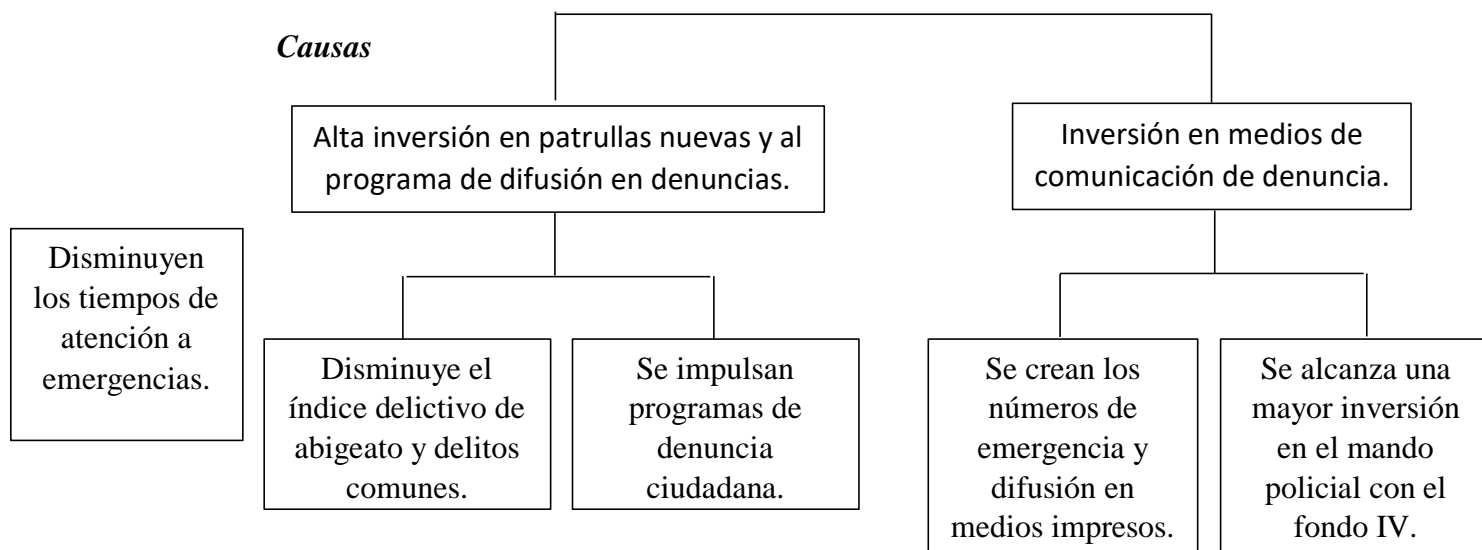 Causas
Alta inversión en patrullas nuevas y al
programa de difusión en denuncias.
Inversión en medios de
comunicación de denuncia.
Disminuyen
los tiempos de
atención a
emergencias.
Disminuye el
índice delictivo de
abigeato y delitos
comunes.
Se impulsan
programas de
denuncia
ciudadana.
Se crean los
números de
emergencia y
difusión en
medios impresos.
Se alcanza una
mayor inversión
en el mando
policial con el
fondo IV.